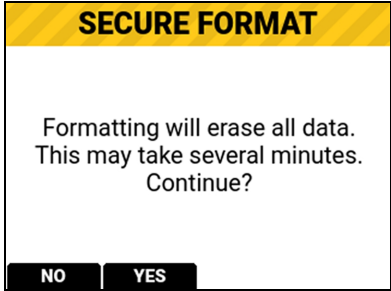 SECURE FORMAT
Formatting will erase all data.
This may take several minutes.
Continue?
NO YES